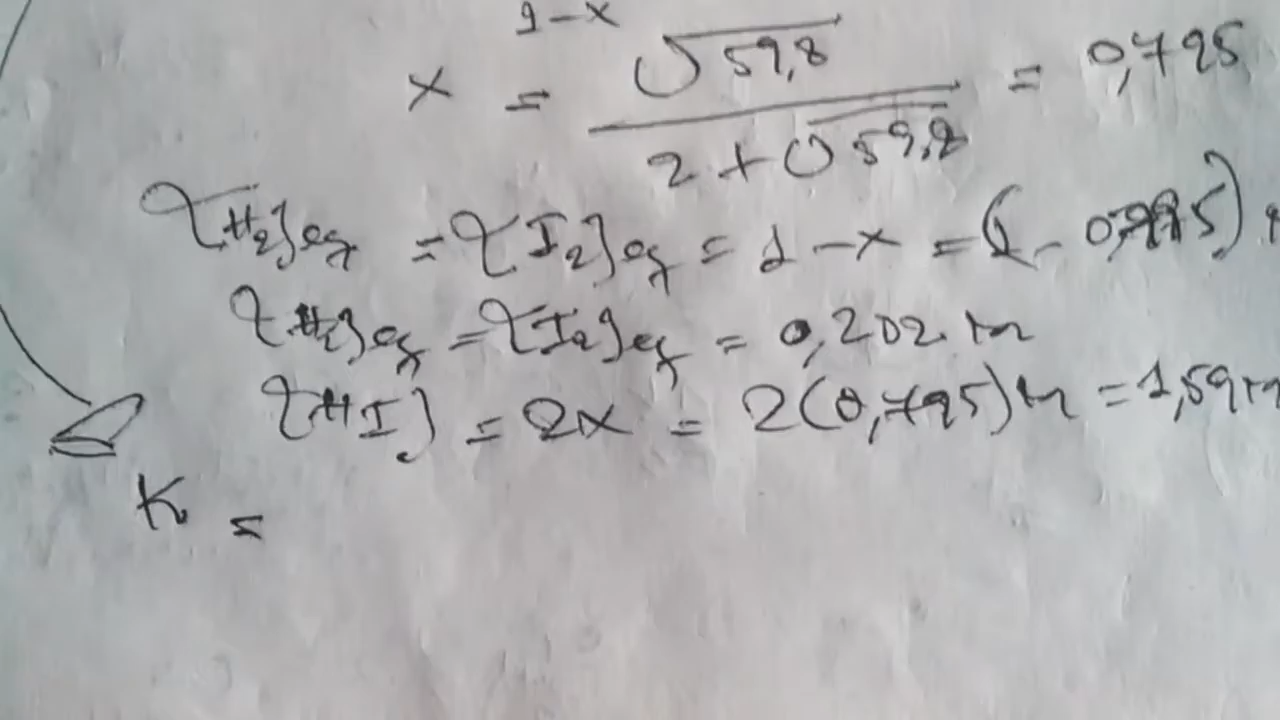 1-x
x = √59,8 / 2+√59,8 = 0,795
[H₂]eq = [I₂]eq = 1-x = (1-0,795)
[H₂]eq = [I₂]eq = 0,202 M
[HI] = 2x = 2(0,795)M = 1,59M
K =